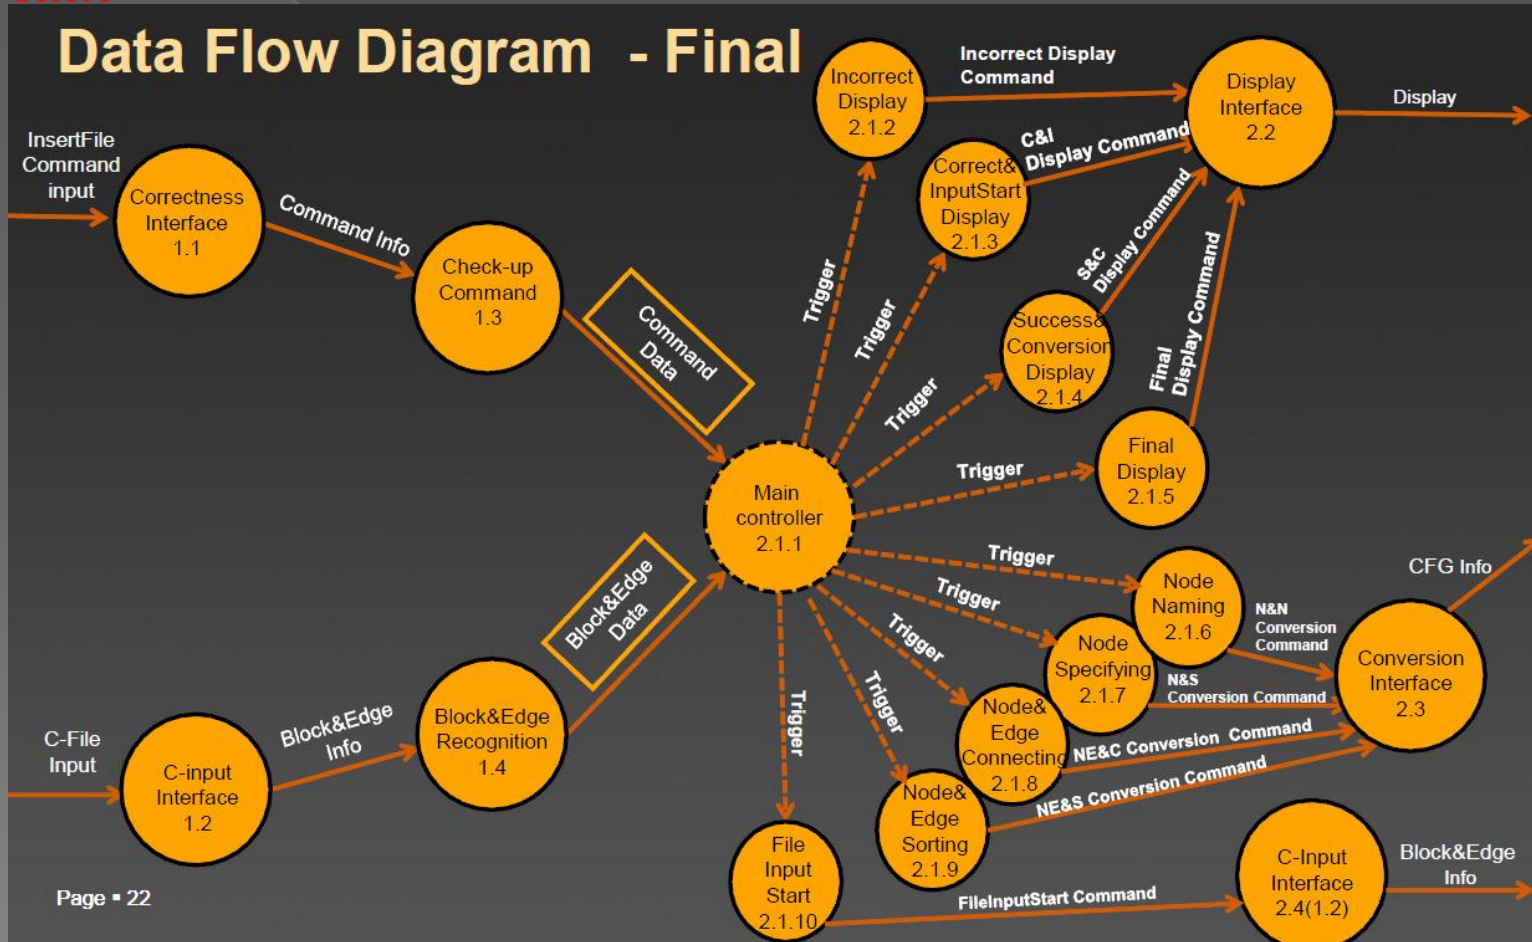 Data Flow Diagram - Final
InsertFile
Command
input
Correctness
Interface
1.1
Command Info
Check-up
Command
1.3
Command
Data
C-File
Input
C-input
Interface
1.2
Block&Edge
Info
Block&Edge
Recognition
1.4
Block&Edge
Data
Main
controller
2.1.1
Trigger
Incorrect
Display
2.1.2
Incorrect Display
Command
Trigger
Correct&
InputStart
Display
2.1.3
C&I
Display Command
Trigger
Success&
Conversion
Display
2.1.4
S&C
Display Command
Trigger
Final
Display
2.1.5
Final
Display Command
Display
Interface
2.2
Display
Trigger
Node
Naming
2.1.6
N&N
Conversion
Command
Trigger
Node
Specifying
2.1.7
N&S
Conversion Command
Trigger
Node&
Edge
Connecting
2.1.8
NE&C Conversion Command
Trigger
Node&
Edge
Sorting
2.1.9
NE&S Conversion Command
Conversion
Interface
2.3
CFG Info
Trigger
File
Input
Start
2.1.10
FileInputStart Command
C-Input
Interface
2.4(1.2)
Block&Edge
Info
Page ▪ 22